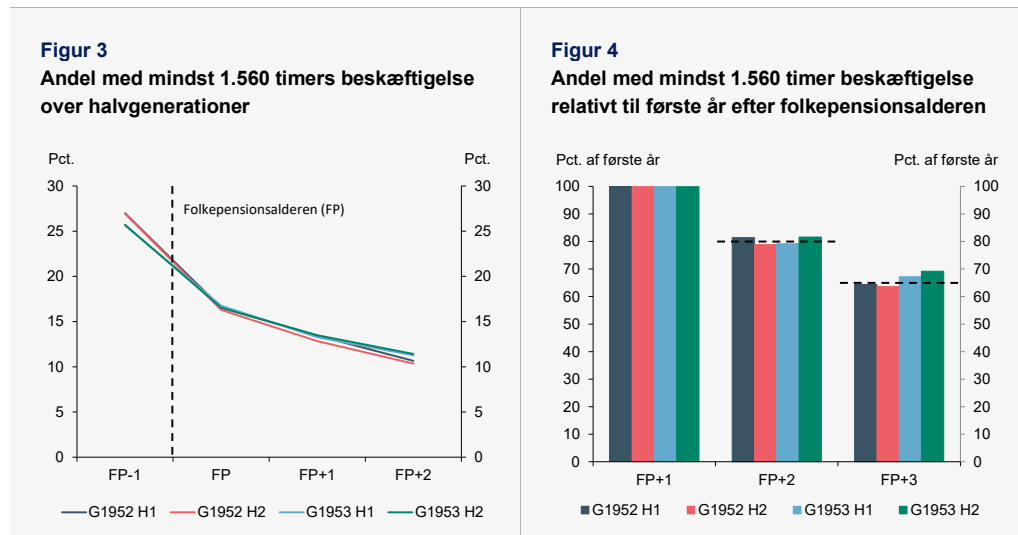 Figur 3
Andel med mindst 1.560 timers beskæftigelse
over halvgenerationer
Pct.
Pct.
30
25
20
15
10
5
0
30
25
20
15
10
5
0
Folkepensionsalderen (FP)
FP-1
FP
FP+1
FP+2
G1952 H1
G1952 H2
G1953 H1
G1953 H2
Figur 4
Andel med mindst 1.560 timer beskæftigelse
relativt til første år efter folkepensionsalderen
Pct. af første år
Pct. af første år
100
90
80
70
60
50
40
30
20
10
0
100
90
80
70
60
50
40
30
20
10
0
FP+1
FP+2
FP+3
G1952 H1
G1952 H2
G1953 H1
G1953 H2